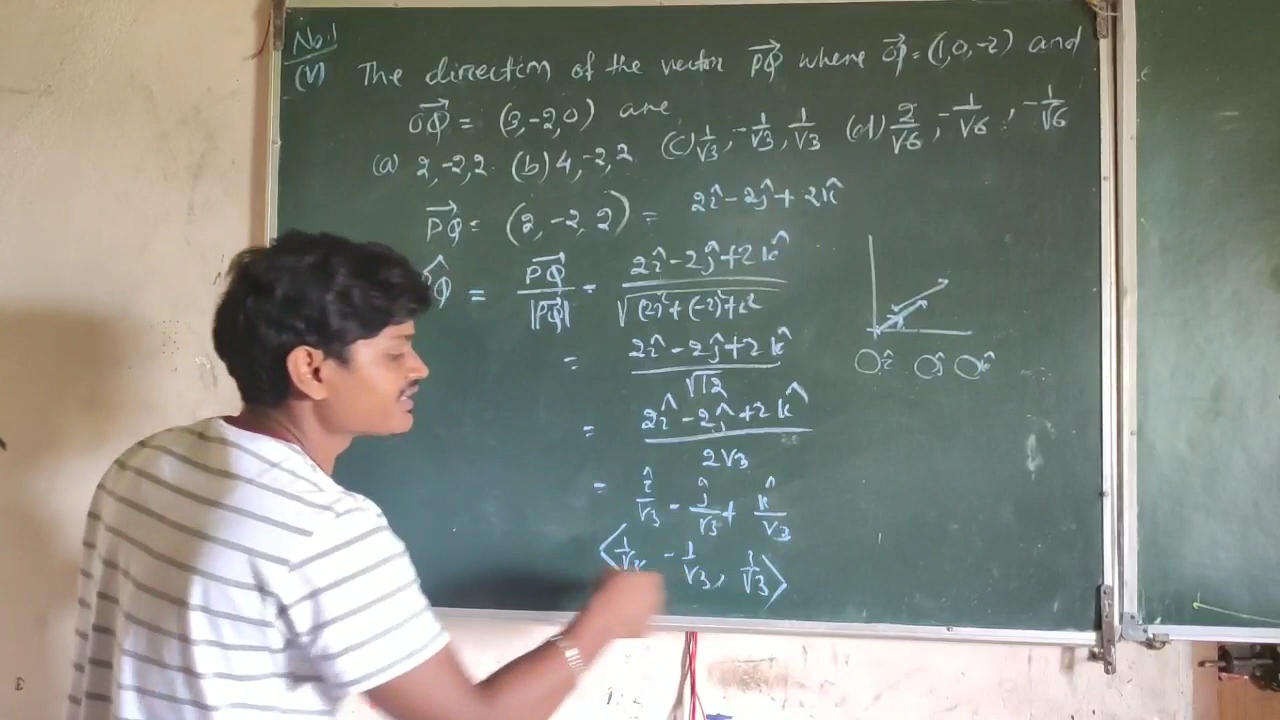 No.1
(V) The direction of the vector PQ⃗ where OP⃗ = (1,0,-2) and
OQ⃗ = (3,-2,0) are
(a) 2,-2,2. (b) 4,-2,2 (c) 1/√3, -1/√3, 1/√3 (d) 2/√6, -1/√6, -1/√6
PQ⃗ = (2,-2,2) = 2î-2ĵ+2k̂
Q̂ = PQ⃗/|PQ⃗| = (2î-2ĵ+2k̂)/√((2)²+(-2)²+2²)
= (2î-2ĵ+2k̂)/√12
= (2î-2ĵ+2k̂)/2√3
= î/√3 - ĵ/√3 + k̂/√3
⟨1/√3 -1/√3, 1/√3⟩